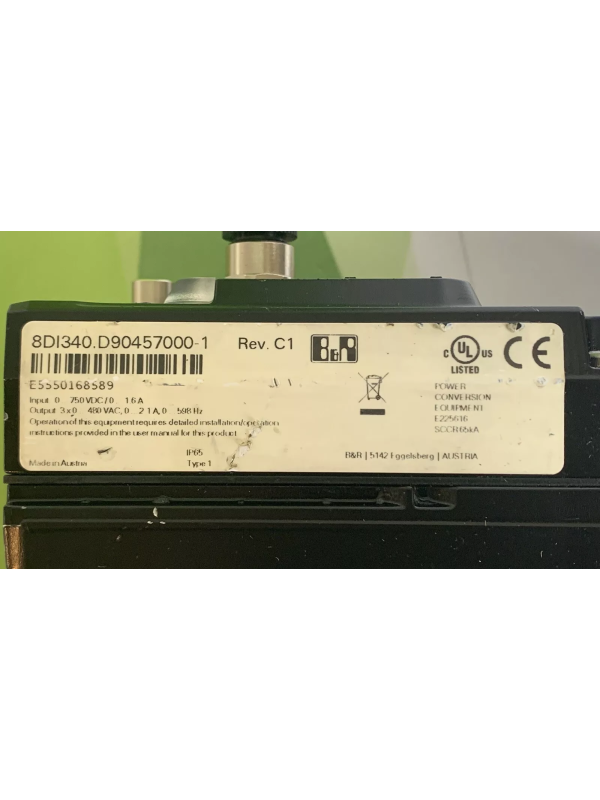 8DI340.D90457000-1 Rev. C1 B&R
C UL US
LISTED
CE
E5550168589
Input 0 750 VDC / 0 1.6 A
Output 3 x 0 480 VAC, 0 2.1 A, 0 598 Hz
Operation of this equipment requires detailed installation/operation
instructions provided in the user manual for this product
POWER
CONVERSION
EQUIPMENT
E225616
SCCR 65kA
Made in Austria
IP65
Type 1
B&R | 5142 Eggelsberg | AUSTRIA